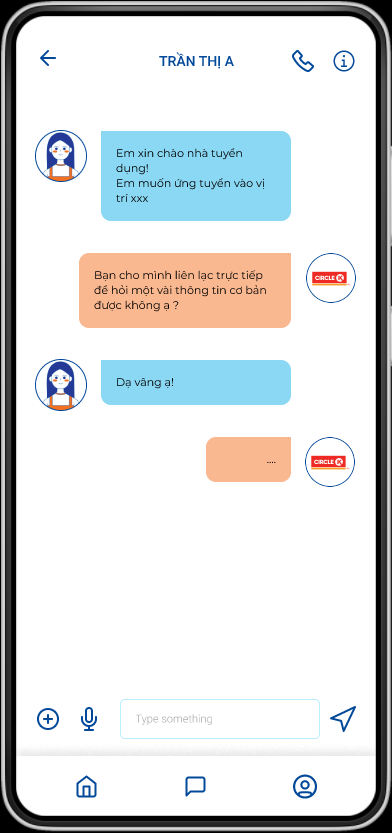 TRẦN THỊ A
Em xin chào nhà tuyển
dụng!
Em muốn ứng tuyển vào vị
trí xxx
Bạn cho mình liên lạc trực tiếp
để hỏi một vài thông tin cơ bản
được không ạ ?
CIRCLE K
Dạ vâng ạ!
....
CIRCLE K
Type something